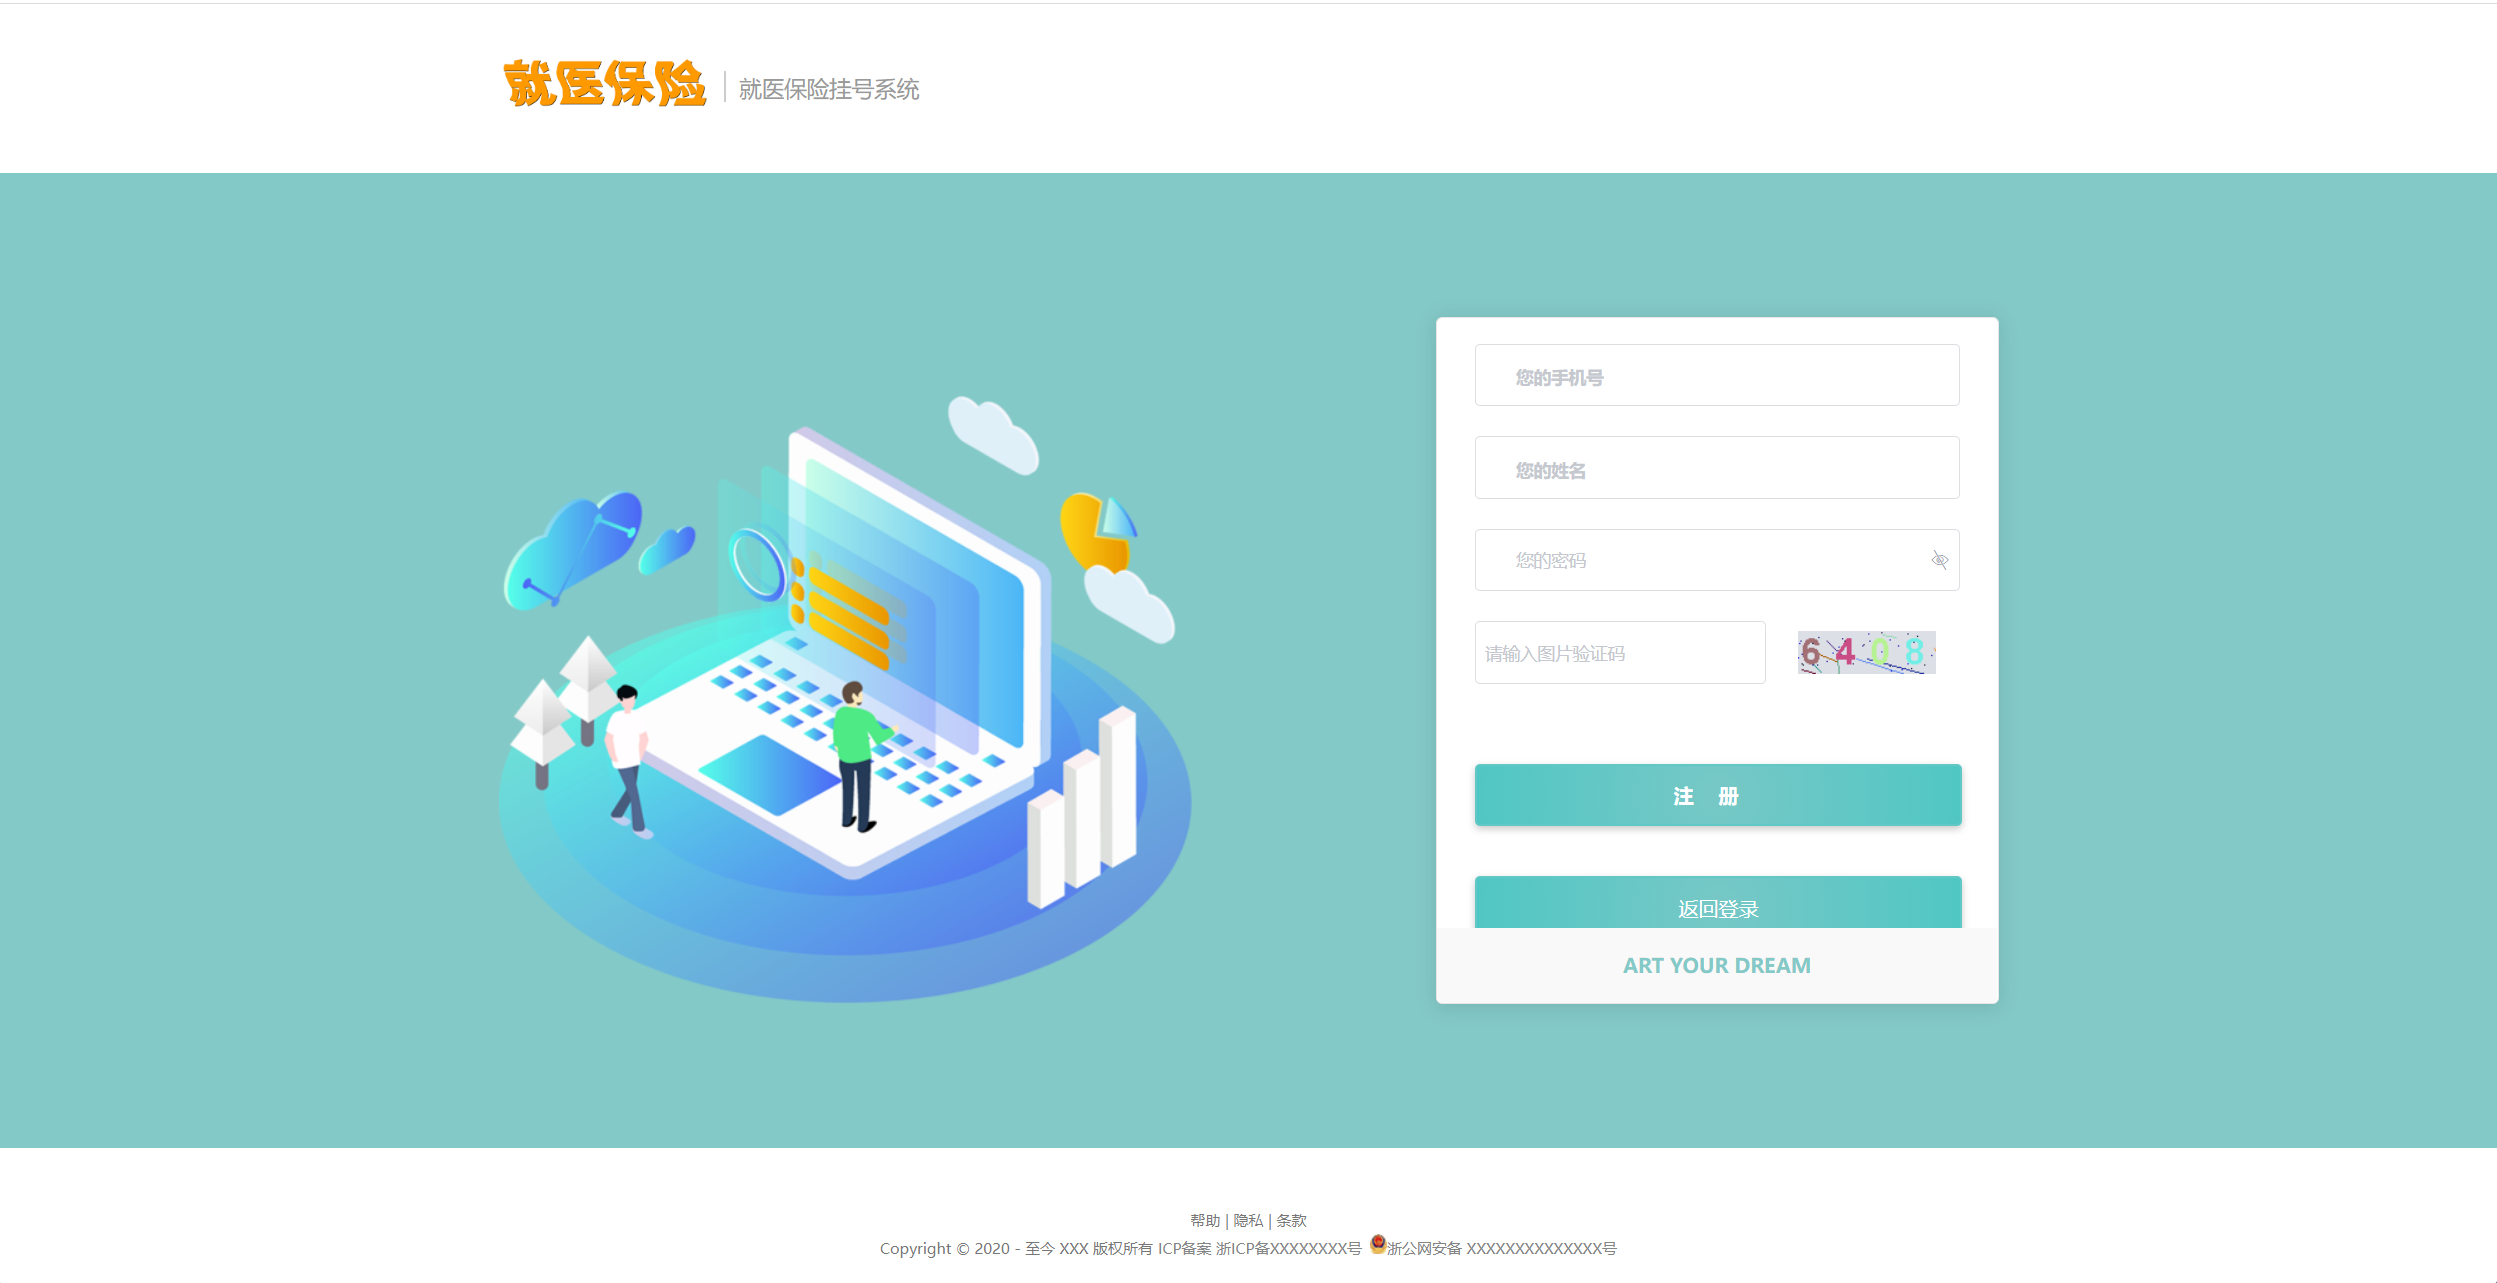 就医保险 就医保险挂号系统
您的手机号
您的姓名
您的密码
请输入图片验证码 6408
注 册
返回登录
ART YOUR DREAM
帮助 | 隐私 | 条款
Copyright © 2020 - 至今 XXX 版权所有 ICP备案 浙ICP备XXXXXXXX号 浙公网安备 XXXXXXXXXXXXXX号